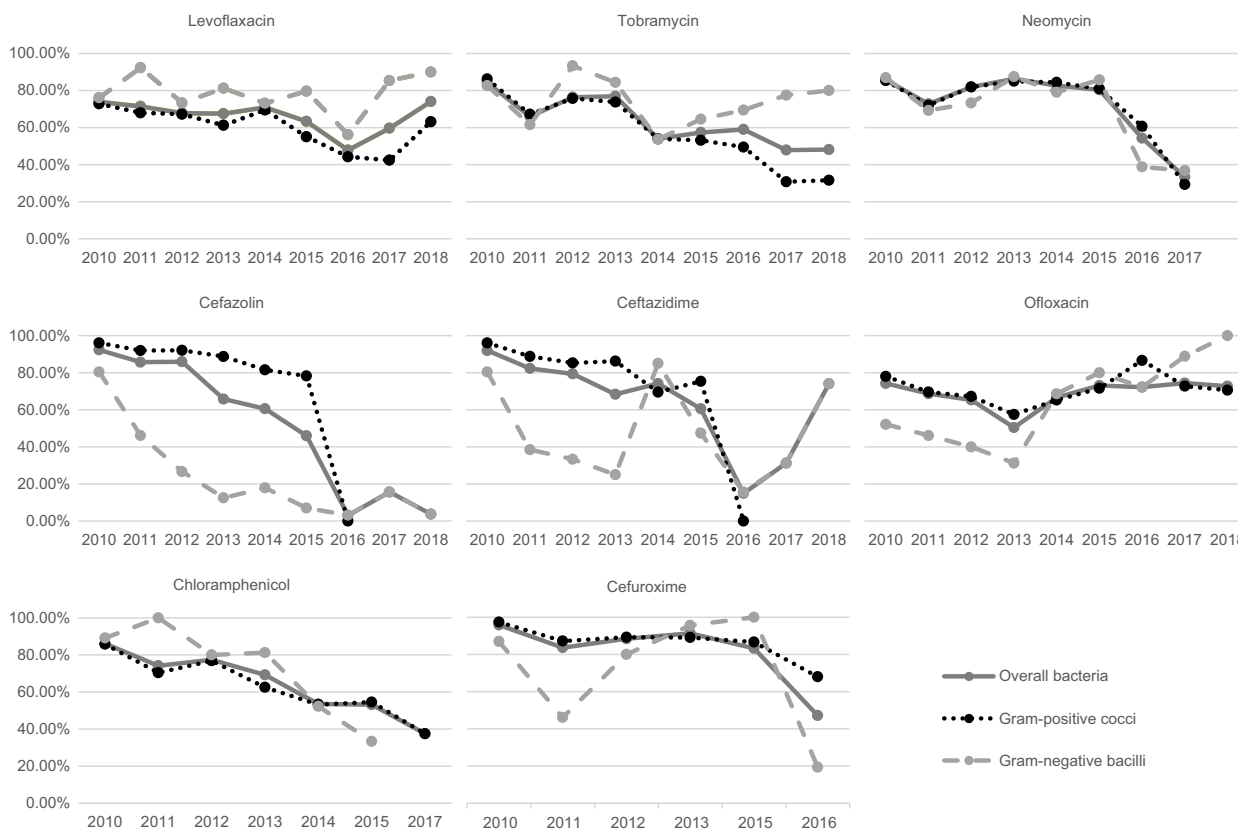 Levoflaxacin Tobramycin Neomycin
100.00%
80.00%
60.00%
40.00%
20.00%
0.00%
2010 2011 2012 2013 2014 2015 2016 2017 2018 2010 2011 2012 2013 2014 2015 2016 2017 2018 2010 2011 2012 2013 2014 2015 2016 2017
Cefazolin Ceftazidime Ofloxacin
100.00%
80.00%
60.00%
40.00%
20.00%
0.00%
2010 2011 2012 2013 2014 2015 2016 2017 2018 2010 2011 2012 2013 2014 2015 2016 2017 2018 2010 2011 2012 2013 2014 2015 2016 2017 2018
Chloramphenicol Cefuroxime
100.00%
80.00%
60.00%
40.00%
20.00%
0.00%
2010 2011 2012 2013 2014 2015 2017 2010 2011 2012 2013 2015 2016
Overall bacteria
Gram-positive cocci
Gram-negative bacilli